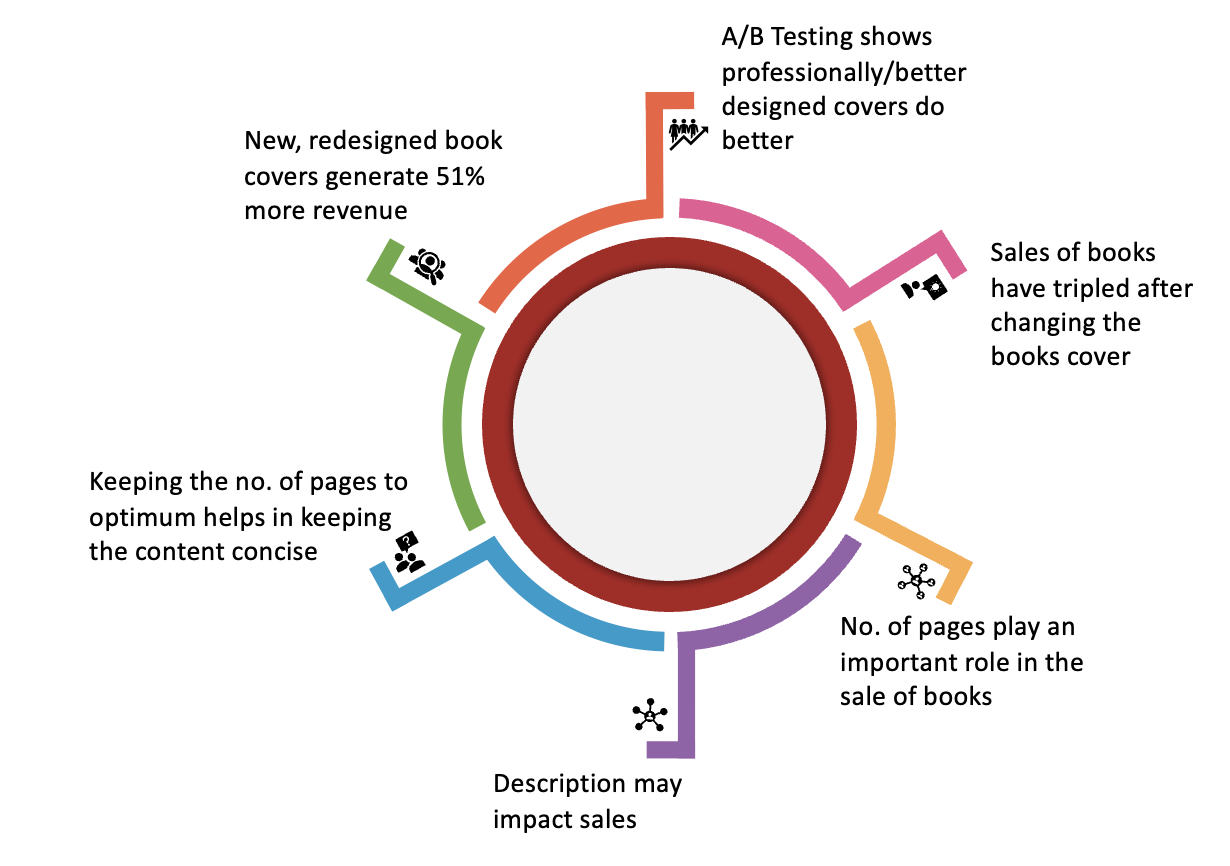 A/B Testing shows
professionally/better
designed covers do
better
New, redesigned book
covers generate 51%
more revenue
Sales of books
have tripled after
changing the
books cover
Keeping the no. of pages to
optimum helps in keeping
the content concise
?
No. of pages play an
important role in the
sale of books
Description may
impact sales